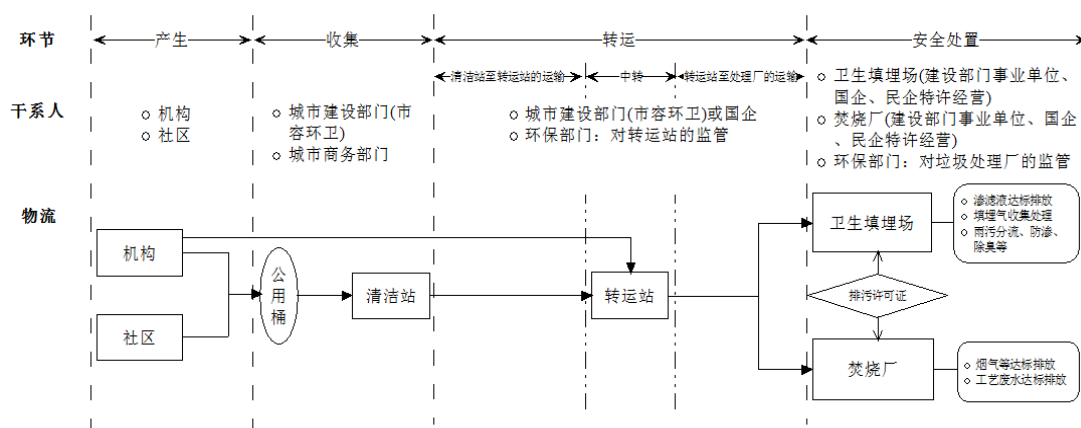 环节
产生
收集
转运
安全处置
清洁站至转运站的运输
中转
转运站至处理厂的运输
干系人
机构
社区
城市建设部门(市
容环卫)
城市商务部门
城市建设部门(市容环卫)或国企
环保部门：对转运站的监管
卫生填埋场(建设部门事业单位、
国企、民企特许经营)
焚烧厂(建设部门事业单位、国企
、民企特许经营)
环保部门：对垃圾处理厂的监管
物流
机构
社区
公
用
桶
清洁站
转运站
卫生填埋场
渗滤液达标排放
填埋气收集处理
雨污分流、防渗、
除臭等
排污许可证
焚烧厂
烟气等达标排放
工艺废水达标排放